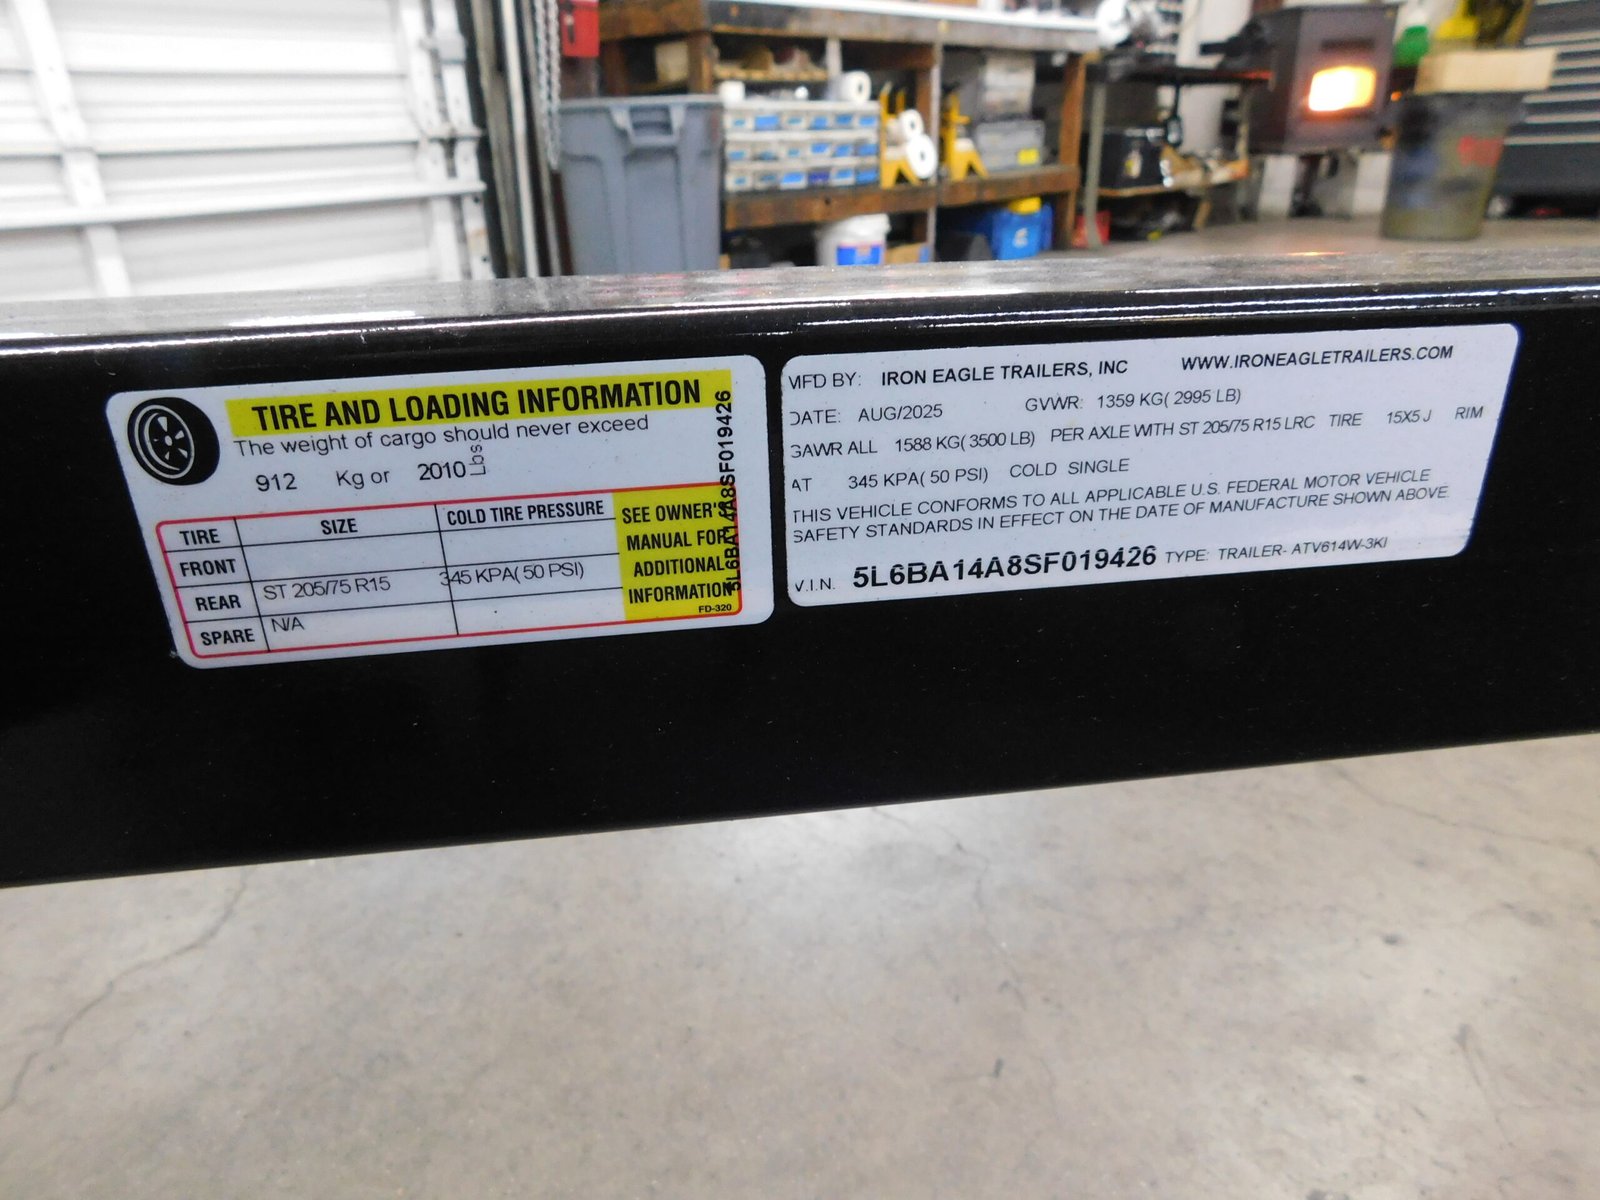 TIRE AND LOADING INFORMATION
The weight of cargo should never exceed
912 Kg or 2010 Lbs
TIRE SIZE COLD TIRE PRESSURE
FRONT
REAR ST 205/75 R15 345 KPA( 50 PSI)
SPARE N/A
SEE OWNER'S
MANUAL FOR
ADDITIONAL
INFORMATION
FD-320
5L6BA14A8SF019426
MFD BY: IRON EAGLE TRAILERS, INC WWW.IRONEAGLETRAILERS.COM
DATE: AUG/2025 GVWR: 1359 KG( 2995 LB)
GAWR ALL 1588 KG( 3500 LB) PER AXLE WITH ST 205/75 R15 LRC TIRE 15X5 J RIM
AT 345 KPA( 50 PSI) COLD SINGLE
THIS VEHICLE CONFORMS TO ALL APPLICABLE U.S. FEDERAL MOTOR VEHICLE
SAFETY STANDARDS IN EFFECT ON THE DATE OF MANUFACTURE SHOWN ABOVE.
V.I.N. 5L6BA14A8SF019426 TYPE: TRAILER- ATV614W-3KI